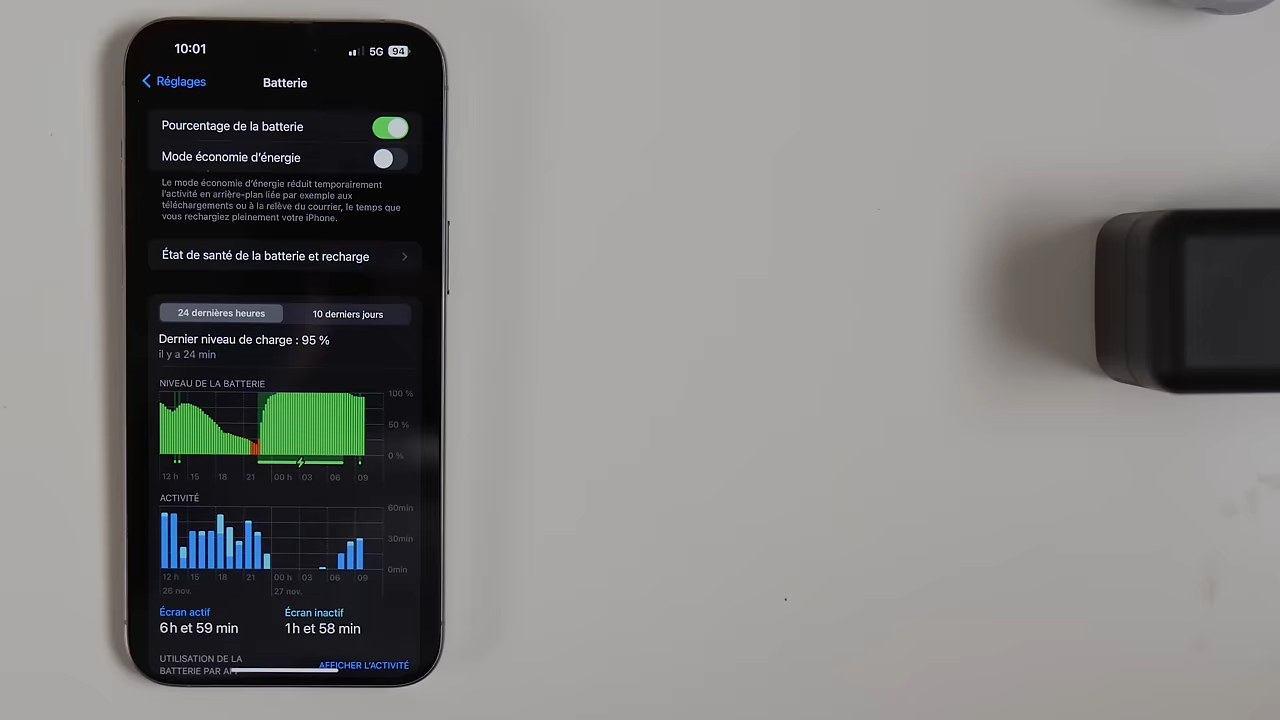 10:01
5G 94
Réglages
Batterie
Pourcentage de la batterie
Mode économie d'énergie
Le mode économie d'énergie réduit temporairement
l'activité en arrière-plan liée par exemple aux
téléchargements ou à la relève du courrier, le temps que
vous rechargiez pleinement votre iPhone.
État de santé de la batterie et recharge
24 dernières heures
10 derniers jours
Dernier niveau de charge : 95 %
il y a 24 min
NIVEAU DE LA BATTERIE
100 %
50 %
0 %
12 h 15 18 21 00 h 03 06 09
ACTIVITÉ
60min
30min
0min
12 h 15 18 21 00 h 03 06 09
26 nov. 27 nov.
Écran actif
6 h et 59 min
Écran inactif
1 h et 58 min
UTILISATION DE LA
BATTERIE PAR
AFFICHER L'ACTIVITÉ